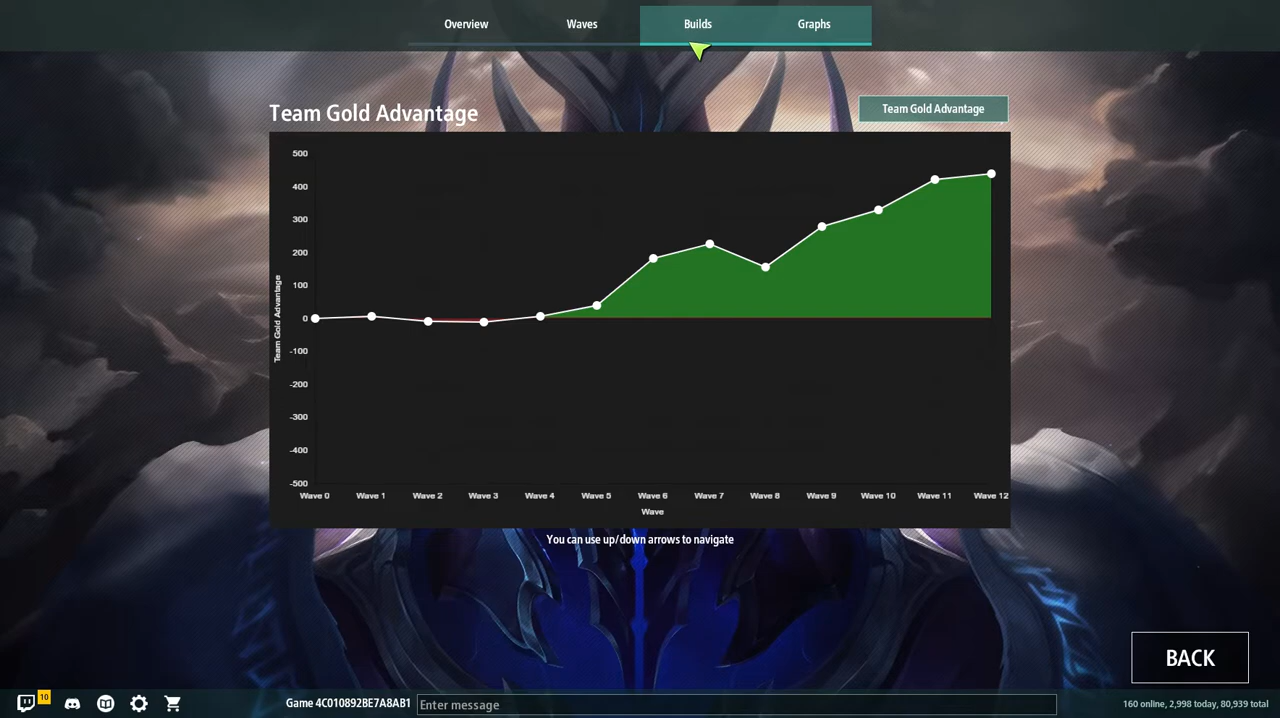 Overview
Waves
Builds
Graphs
Team Gold Advantage
Team Gold Advantage
500
400
300
200
100
0
-100
-200
-300
-400
-500
Team Gold Advantage
Wave 0
Wave 1
Wave 2
Wave 3
Wave 4
Wave 5
Wave 6
Wave 7
Wave 8
Wave 9
Wave 10
Wave 11
Wave 12
Wave
You can use up/down arrows to navigate
BACK
10
Game 4C010892BE7A8AB1
Enter message
160 online, 2,998 today, 80,939 total